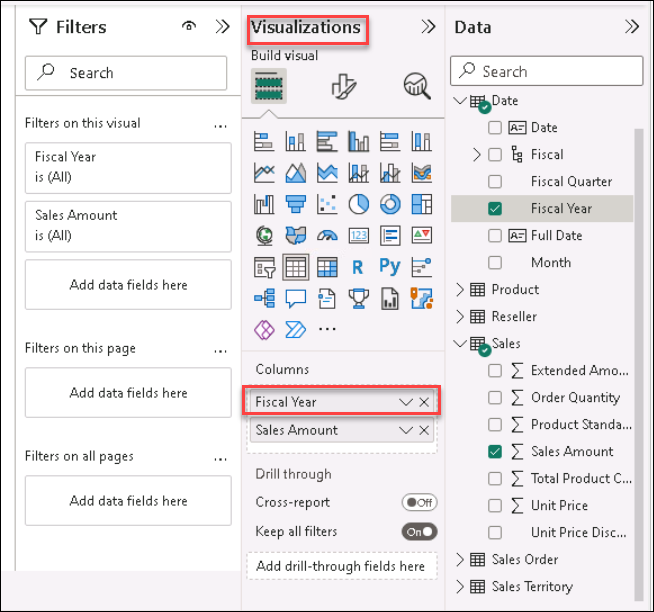 Filters
Search
Filters on this visual
...
Fiscal Year
is (All)
Sales Amount
is (All)
Add data fields here
Filters on this page
...
Add data fields here
Filters on all pages
...
Add data fields here
Visualizations
Build visual
123
R
Py
...
Columns
Fiscal Year
Sales Amount
Drill through
Cross-report
Off
Keep all filters
On
Add drill-through fields here
Data
Search
Date
Date
Fiscal
Fiscal Quarter
Fiscal Year
Full Date
Month
Product
Reseller
Sales
Extended Amo...
Order Quantity
Product Standa...
Sales Amount
Total Product C...
Unit Price
Unit Price Disc...
Sales Order
Sales Territory